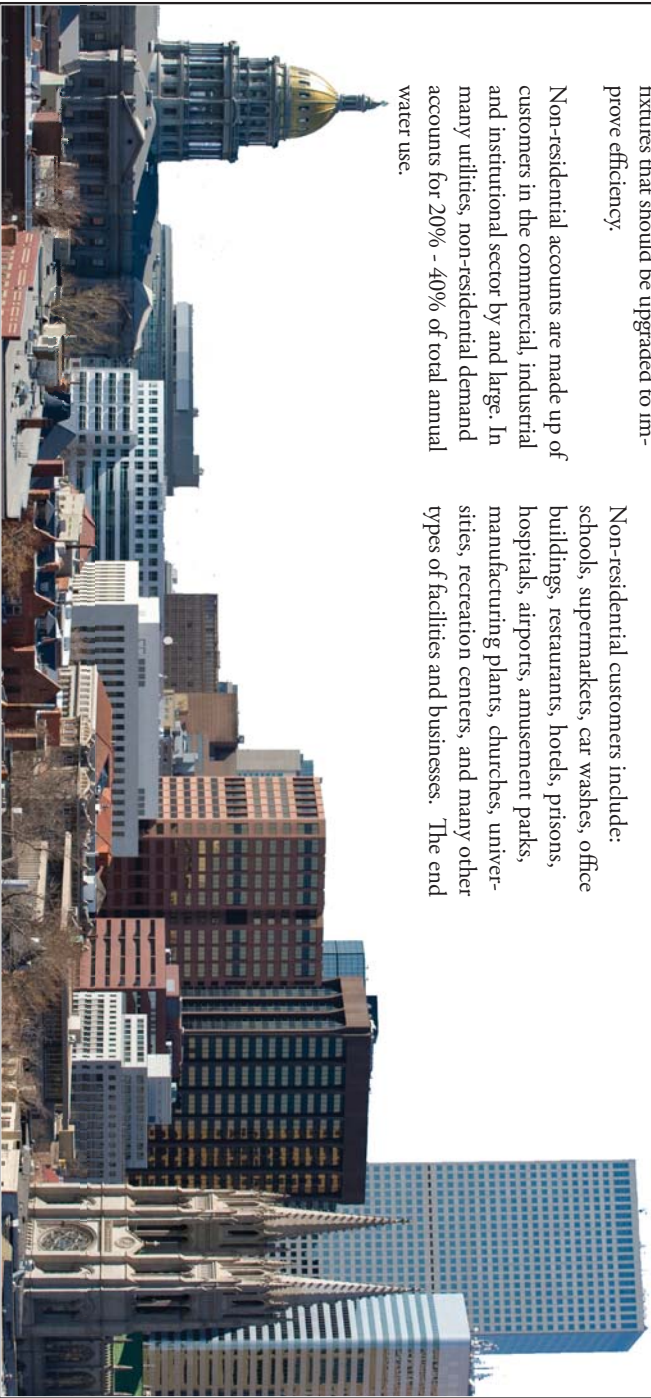 fixtures that should be upgraded to im-
prove efficiency.
Non-residential accounts are made up of
customers in the commercial, industrial
and institutional sector by and large. In
many utilities, non-residential demand
accounts for 20% - 40% of total annual
water use.
Non-residential customers include:
schools, supermarkets, car washes, office
buildings, restaurants, hotels, prisons,
hospitals, airports, amusement parks,
manufacturing plants, churches, univer-
sities, recreation centers, and many other
types of facilities and businesses. The end